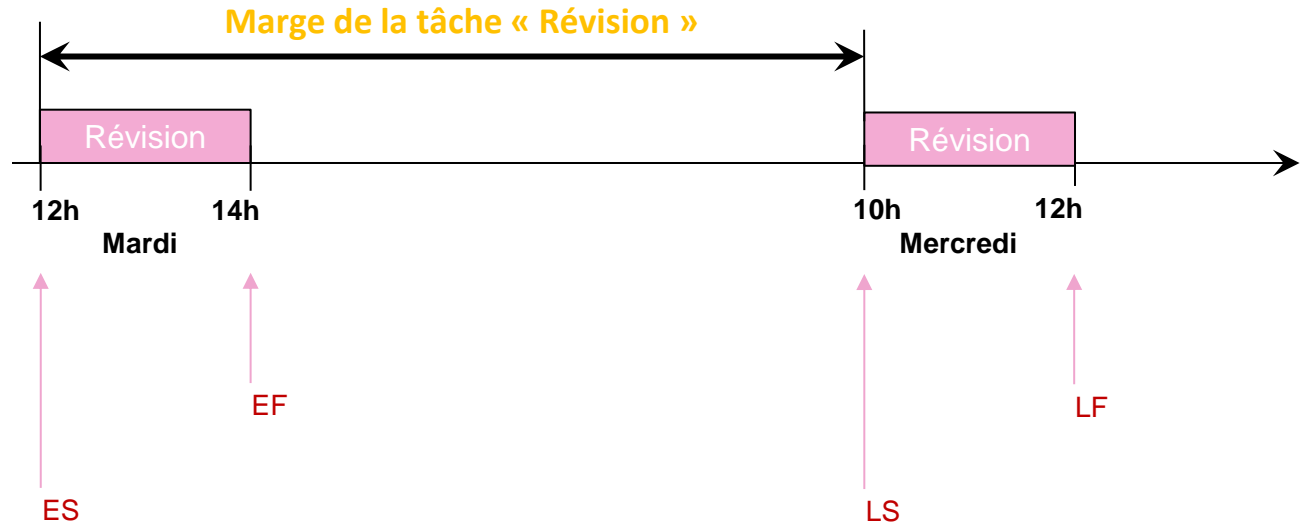 Marge de la tâche « Révision »
Révision Révision
12h 14h 10h 12h
Mardi Mercredi
EF LF
ES LS